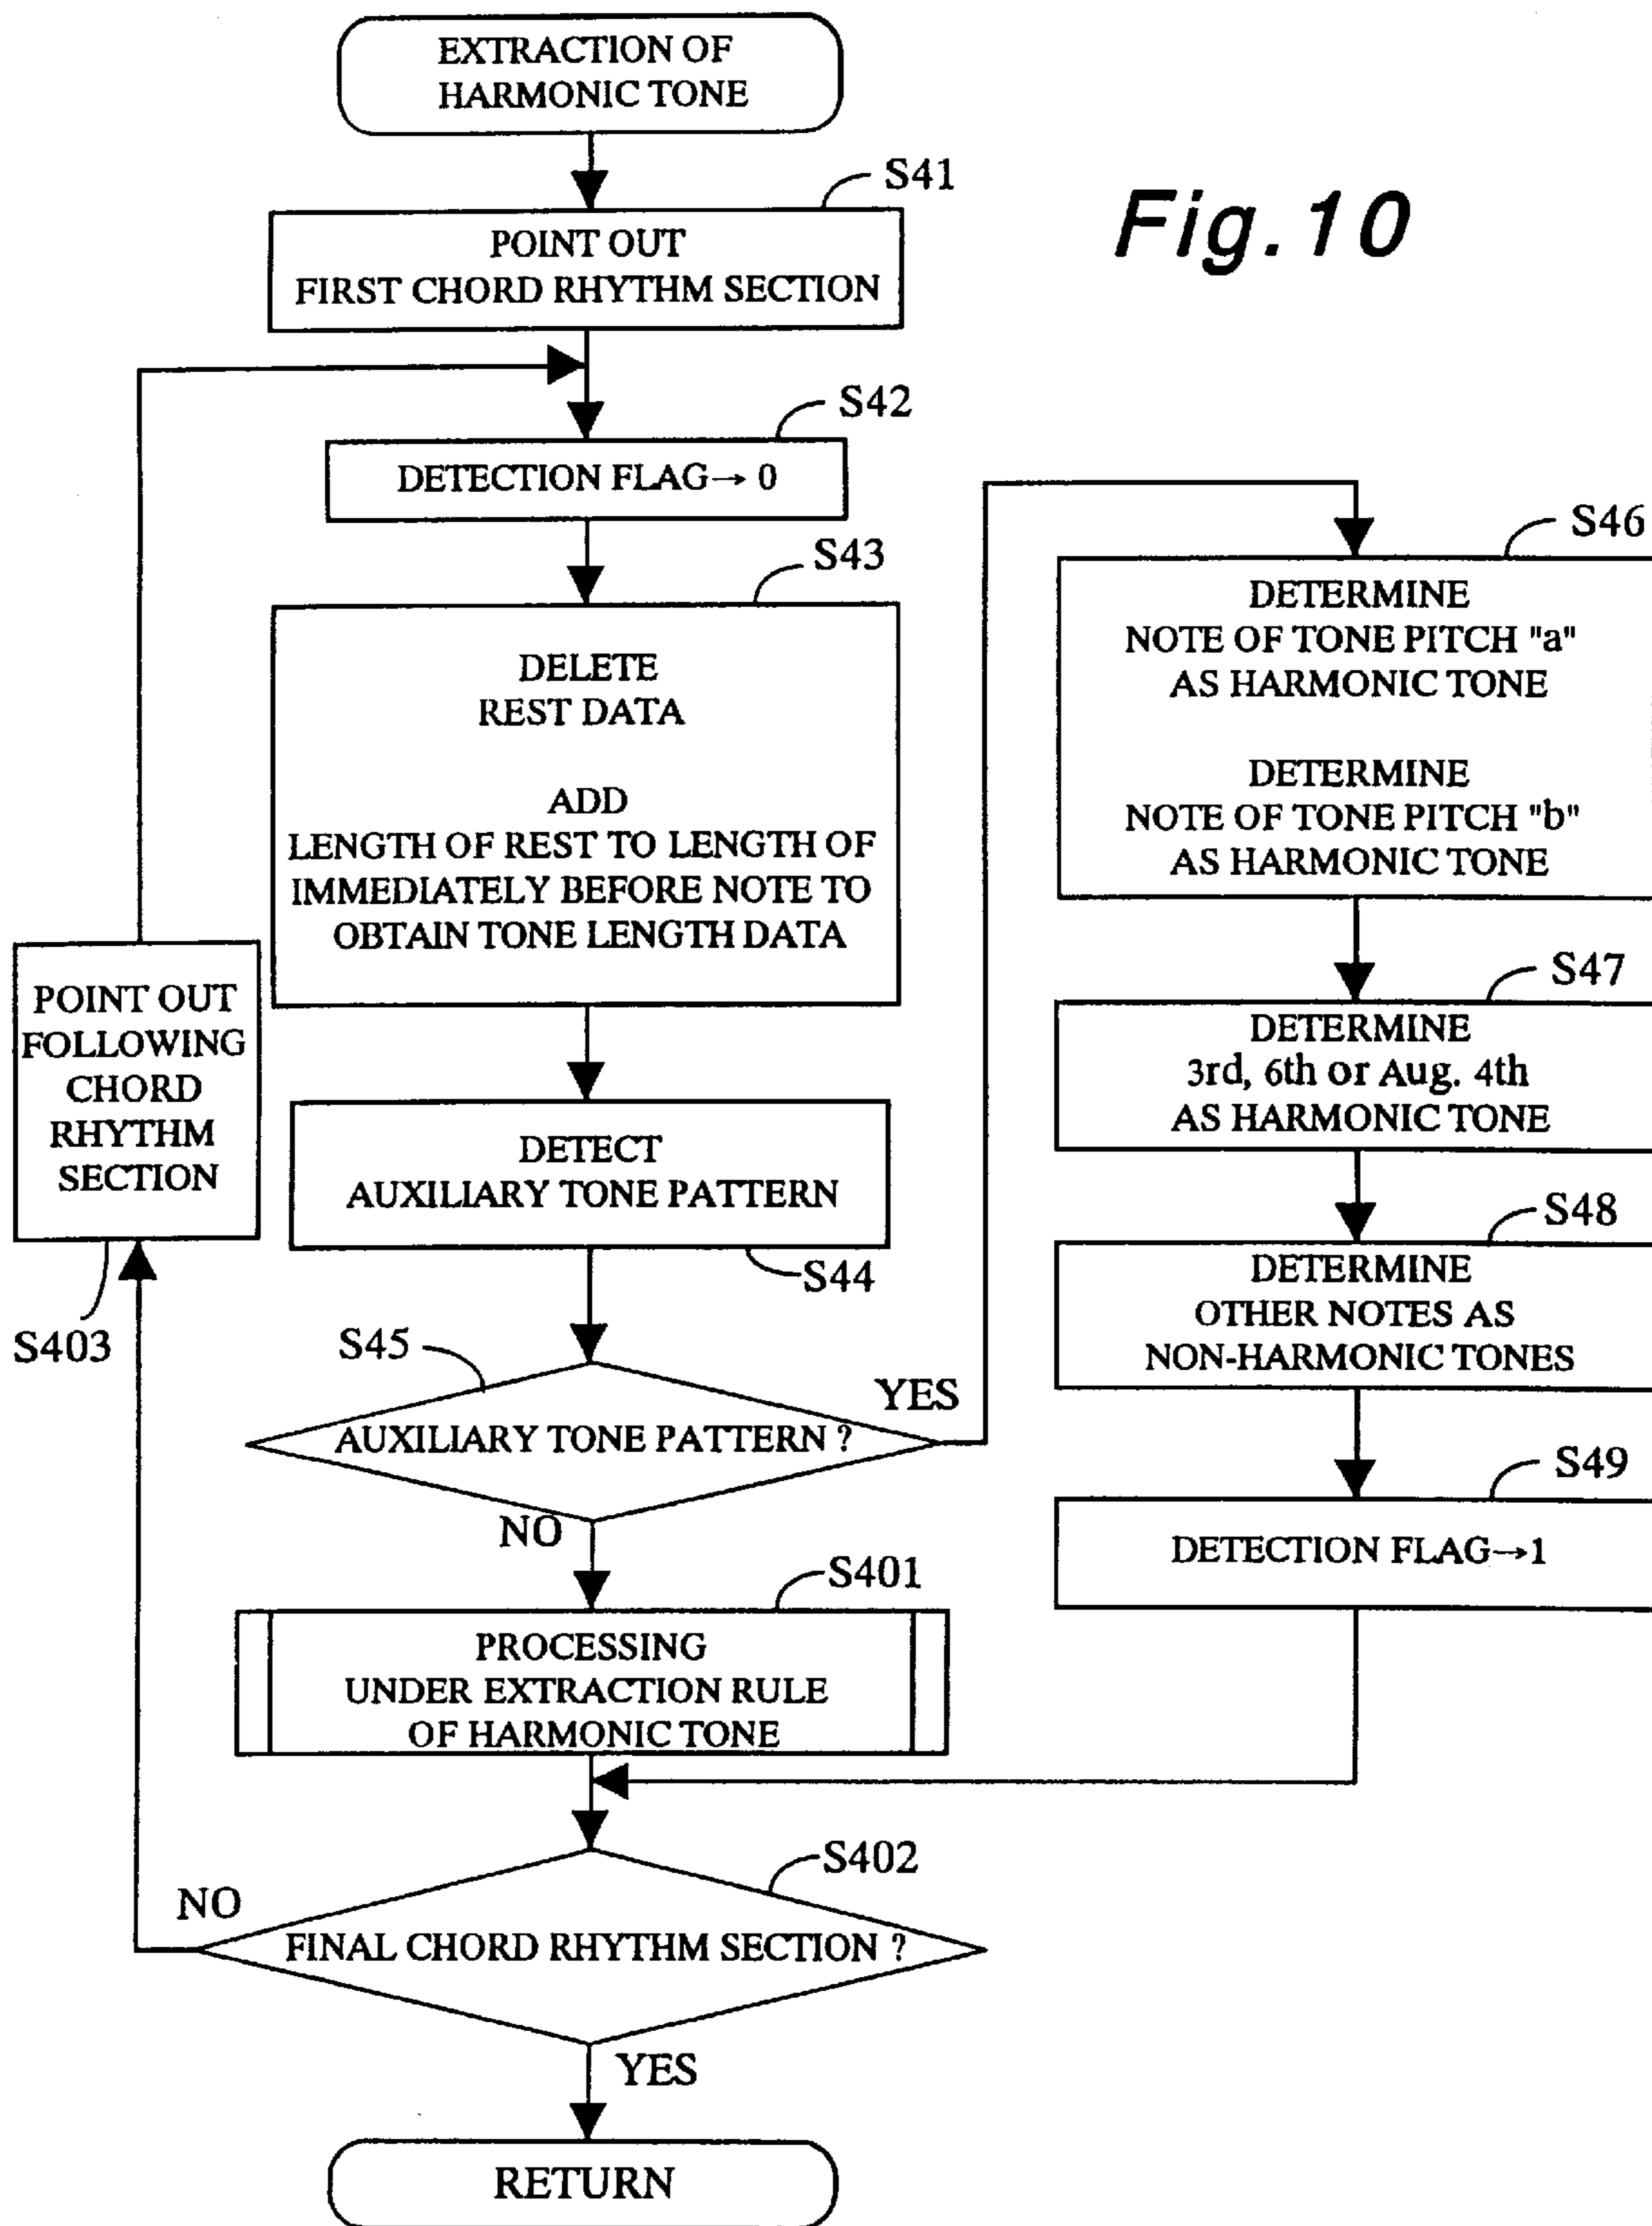 EXTRACTION OF
HARMONIC TONE
Fig.10
S41
POINT OUT
FIRST CHORD RHYTHM SECTION
S42
DETECTION FLAG→ 0
S43
DELETE
REST DATA
ADD
LENGTH OF REST TO LENGTH OF
IMMEDIATELY BEFORE NOTE TO
OBTAIN TONE LENGTH DATA
DETECT
AUXILIARY TONE PATTERN
S44
S45
AUXILIARY TONE PATTERN ?
YES
NO
S46
DETERMINE
NOTE OF TONE PITCH "a"
AS HARMONIC TONE
DETERMINE
NOTE OF TONE PITCH "b"
AS HARMONIC TONE
S47
DETERMINE
3rd, 6th or Aug. 4th
AS HARMONIC TONE
S48
DETERMINE
OTHER NOTES AS
NON-HARMONIC TONES
S49
DETECTION FLAG→1
S401
PROCESSING
UNDER EXTRACTION RULE
OF HARMONIC TONE
S402
FINAL CHORD RHYTHM SECTION ?
NO
YES
POINT OUT
FOLLOWING
CHORD
RHYTHM
SECTION
S403
RETURN